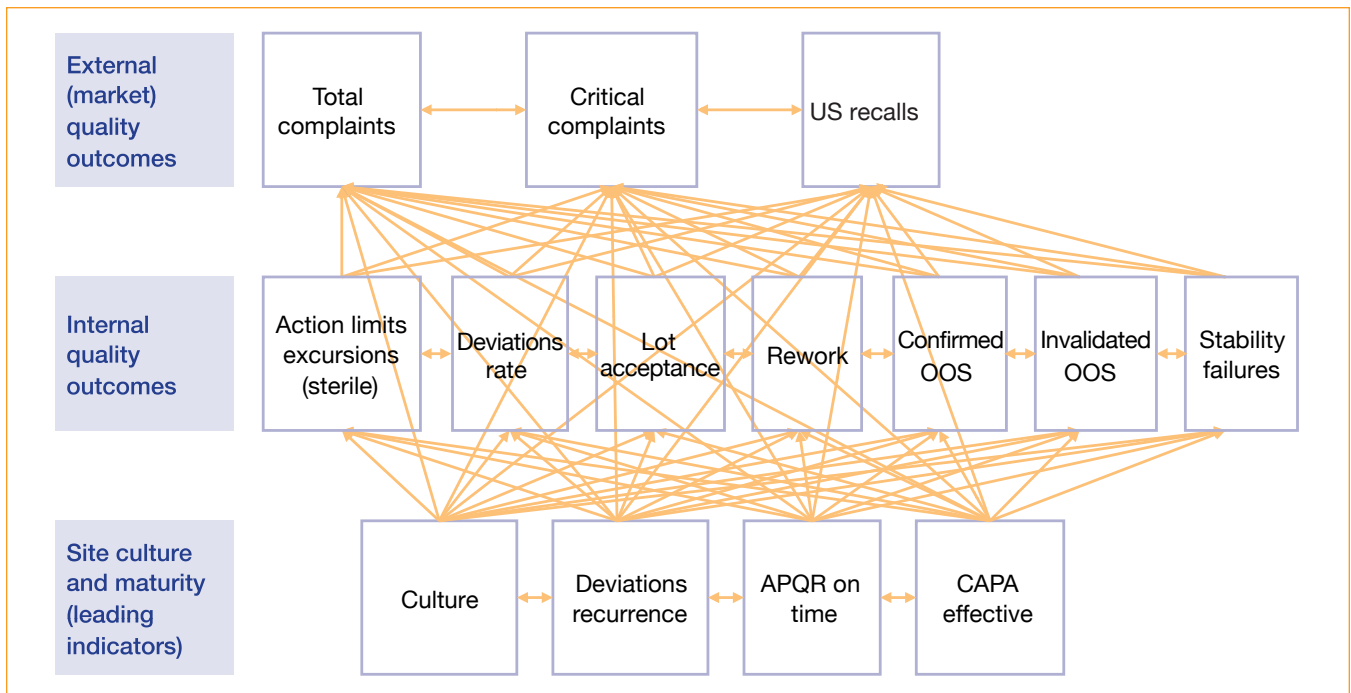 External
(market)
quality
outcomes
Total
complaints
Critical
complaints
US recalls
Internal
quality
outcomes
Action limits
excursions
(sterile)
Deviations
rate
Lot
acceptance
Rework
Confirmed
OOS
Invalidated
OOS
Stability
failures
Site culture
and maturity
(leading
indicators)
Culture
Deviations
recurrence
APQR on
time
CAPA
effective